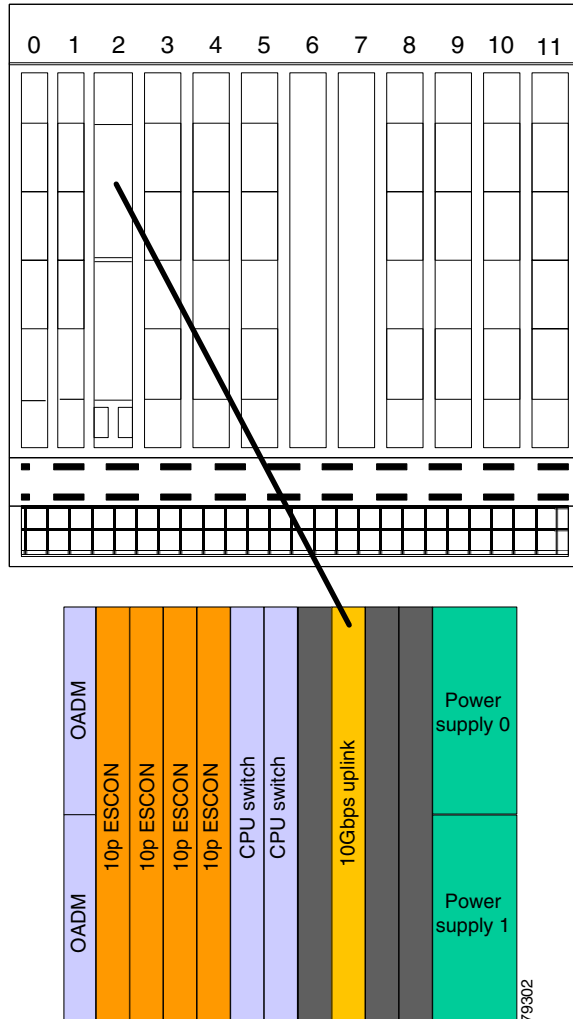 0 1 2 3 4 5 6 7 8 9 10 11
OADM
OADM
10p ESCON
10p ESCON
10p ESCON
10p ESCON
CPU switch
CPU switch
10Gbps uplink
Power
supply 0
Power
supply 1
79302